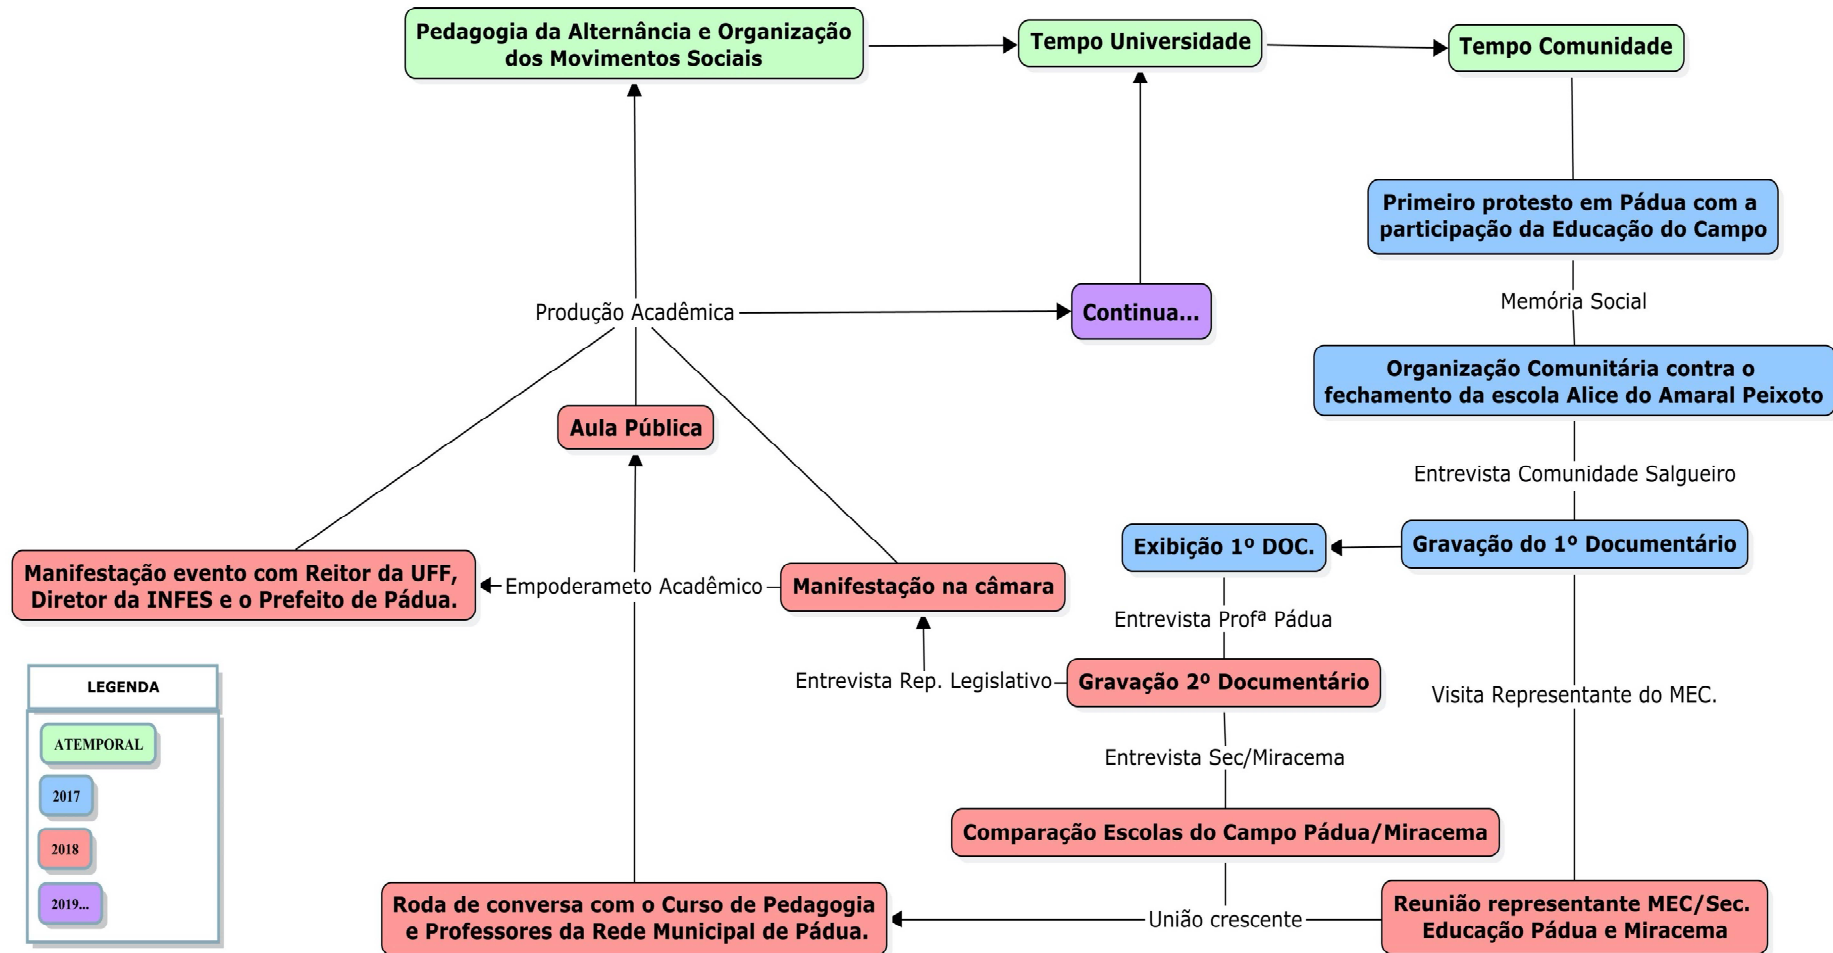 Pedagogia da Alternância e Organização
dos Movimentos Sociais
Tempo Universidade
Tempo Comunidade
Primeiro protesto em Pádua com a
participação da Educação do Campo
Memória Social
Produção Acadêmica
Continua...
Organização Comunitária contra o
fechamento da escola Alice do Amaral Peixoto
Aula Pública
Entrevista Comunidade Salgueiro
Exibição 1º DOC.
Gravação do 1º Documentário
Manifestação evento com Reitor da UFF,
Diretor da INFES e o Prefeito de Pádua.
Empoderameto Acadêmico
Manifestação na câmara
Entrevista Profª Pádua
Entrevista Rep. Legislativo
Gravação 2º Documentário
Visita Representante do MEC.
Entrevista Sec/Miracema
Comparação Escolas do Campo Pádua/Miracema
Roda de conversa com o Curso de Pedagogia
e Professores da Rede Municipal de Pádua.
União crescente
Reunião representante MEC/Sec.
Educação Pádua e Miracema
LEGENDA
ATEMPORAL
2017
2018
2019...